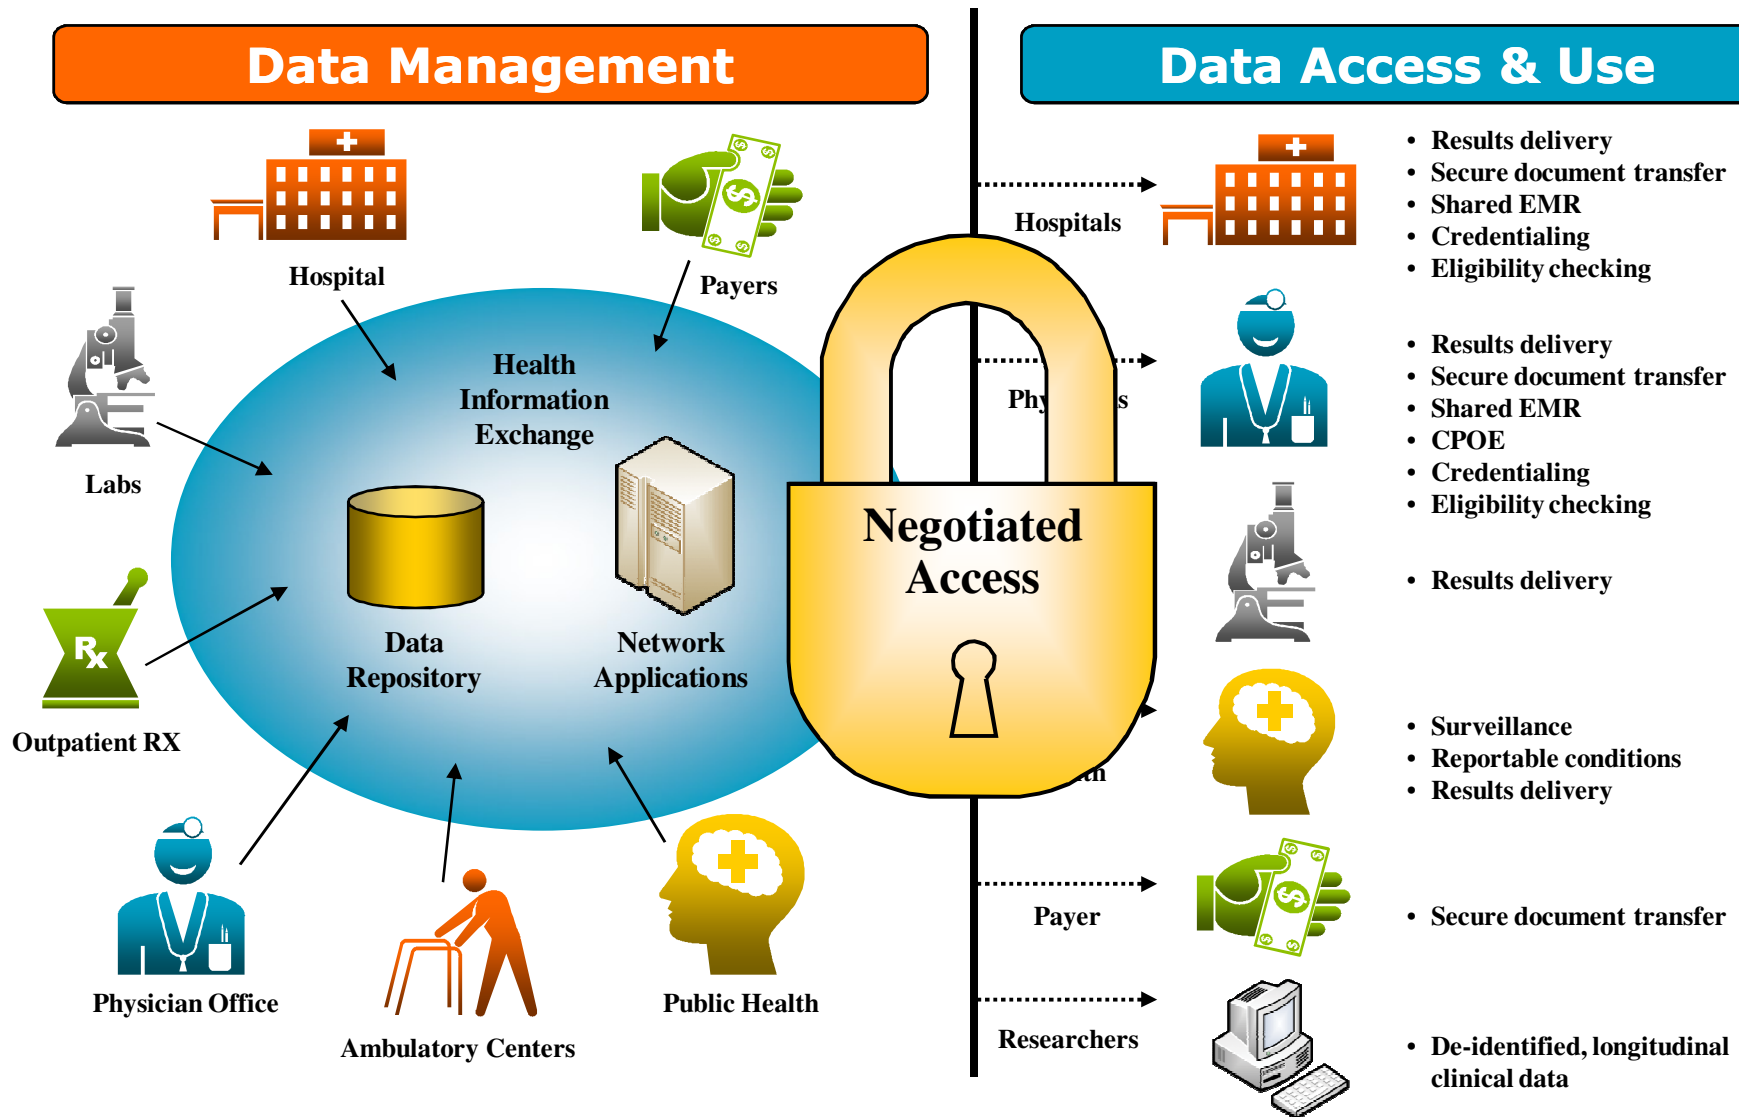 Data Management
Data Access & Use
Hospital
Payers
Labs
Health
Information
Exchange
Outpatient RX
Data
Repository
Network
Applications
Physician Office
Ambulatory Centers
Public Health
Negotiated
Access
Hospitals
• Results delivery
• Secure document transfer
• Shared EMR
• Credentialing
• Eligibility checking
• Results delivery
• Secure document transfer
• Shared EMR
• CPOE
• Credentialing
• Eligibility checking
• Results delivery
• Surveillance
• Reportable conditions
• Results delivery
Payer
• Secure document transfer
Researchers
• De-identified, longitudinal
clinical data
Rx